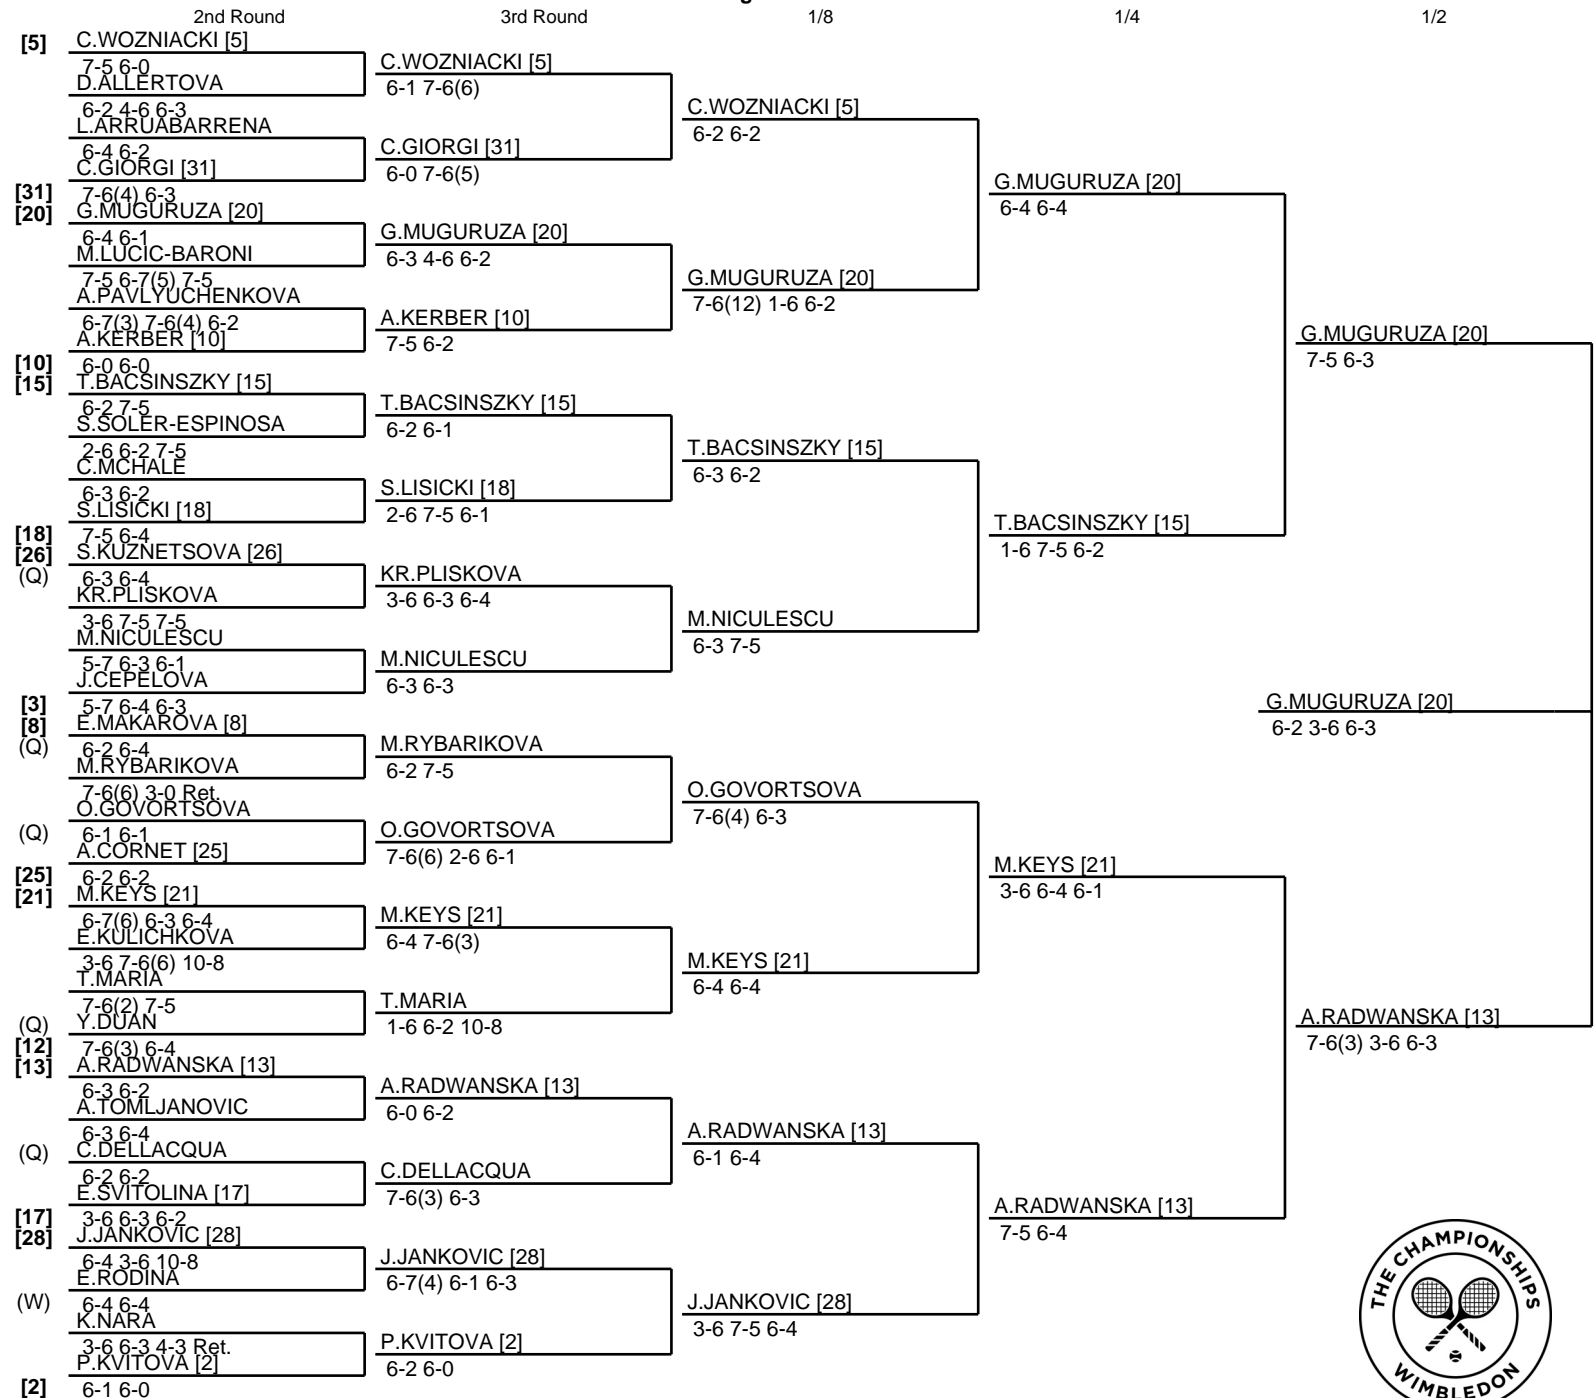 2nd Round 3rd Round 1/8 1/4 1/2
[5] C.WOZNIACKI [5]
7-5 6-0
D.ALLERTOVA
6-2 4-6 6-3
L.ARRUABARRENA
6-4 6-2
C.GIORGI [31]
[31] 7-6(4) 6-3
[20] G.MUGURUZA [20]
6-4 6-1
M.LUCIC-BARONI
7-5 6-7(5) 7-5
A.PAVLYUCHENKOVA
6-7(3) 7-6(4) 6-2
A.KERBER [10]
[10] 6-0 6-0
[15] T.BACSINSZKY [15]
6-2 7-5
S.SOLER-ESPINOSA
2-6 6-2 7-5
C.MCHALE
6-3 6-2
S.LISICKI [18]
[18] 7-5 6-4
[26] S.KUZNETSOVA [26]
(Q) 6-3 6-4
KR.PLISKOVA
3-6 7-5 7-5
M.NICULESCU
5-7 6-3 6-1
J.CEPELOVA
[3] 5-7 6-4 6-3
[8] E.MAKAROVA [8]
(Q) 6-2 6-4
M.RYBARIKOVA
7-6(6) 3-0 Ret.
O.GOVORTSOVA
(Q) 6-1 6-1
A.CORNET [25]
[25] 6-2 6-2
[21] M.KEYS [21]
6-7(6) 6-3 6-4
E.KULICHKOVA
3-6 7-6(6) 10-8
T.MARIA
7-6(2) 7-5
(Q) Y.DUAN
[12] 7-6(3) 6-4
[13] A.RADWANSKA [13]
6-3 6-2
A.TOMLJANOVIC
6-3 6-4
(Q) C.DELLACQUA
6-2 6-2
E.SVITOLINA [17]
[17] 3-6 6-3 6-2
[28] J.JANKOVIC [28]
6-4 3-6 10-8
E.RODINA
(W) 6-4 6-4
K.NARA
3-6 6-3 4-3 Ret.
P.KVITOVA [2]
[2] 6-1 6-0
C.WOZNIACKI [5]
6-1 7-6(6)
C.GIORGI [31]
6-0 7-6(5)
G.MUGURUZA [20]
6-3 4-6 6-2
A.KERBER [10]
7-5 6-2
T.BACSINSZKY [15]
6-2 6-1
S.LISICKI [18]
2-6 7-5 6-1
KR.PLISKOVA
3-6 6-3 6-4
M.NICULESCU
6-3 6-3
M.RYBARIKOVA
6-2 7-5
O.GOVORTSOVA
7-6(6) 2-6 6-1
M.KEYS [21]
6-4 7-6(3)
T.MARIA
1-6 6-2 10-8
A.RADWANSKA [13]
6-0 6-2
C.DELLACQUA
7-6(3) 6-3
J.JANKOVIC [28]
6-7(4) 6-1 6-3
P.KVITOVA [2]
6-2 6-0
C.WOZNIACKI [5]
6-2 6-2
G.MUGURUZA [20]
7-6(12) 1-6 6-2
T.BACSINSZKY [15]
6-3 6-2
M.NICULESCU
6-3 7-5
O.GOVORTSOVA
7-6(4) 6-3
M.KEYS [21]
6-4 6-4
A.RADWANSKA [13]
6-1 6-4
J.JANKOVIC [28]
3-6 7-5 6-4
G.MUGURUZA [20]
6-4 6-4
T.BACSINSZKY [15]
1-6 7-5 6-2
M.KEYS [21]
3-6 6-4 6-1
A.RADWANSKA [13]
7-5 6-4
G.MUGURUZA [20]
7-5 6-3
A.RADWANSKA [13]
7-6(3) 3-6 6-3
G.MUGURUZA [20]
6-2 3-6 6-3
THE CHAMPIONSHIPS
WIMBLEDON